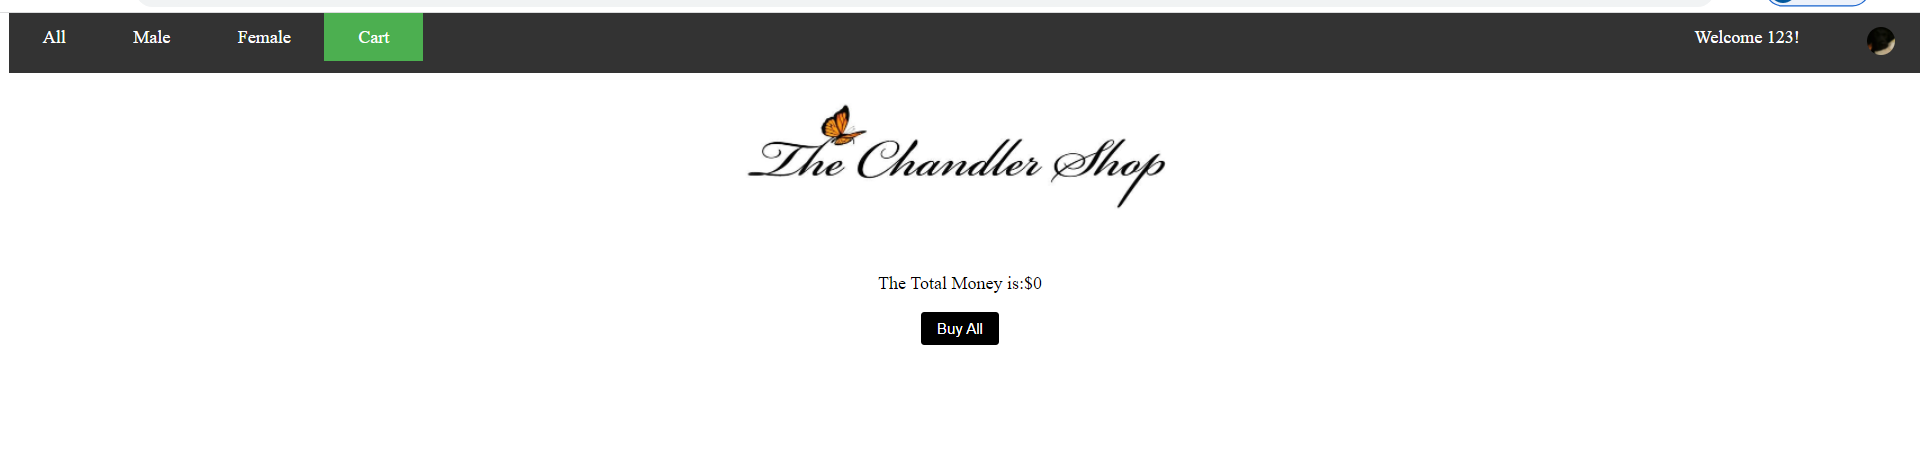 All Male Female Cart Welcome 123!
The Chandler Shop
The Total Money is:$0
Buy All